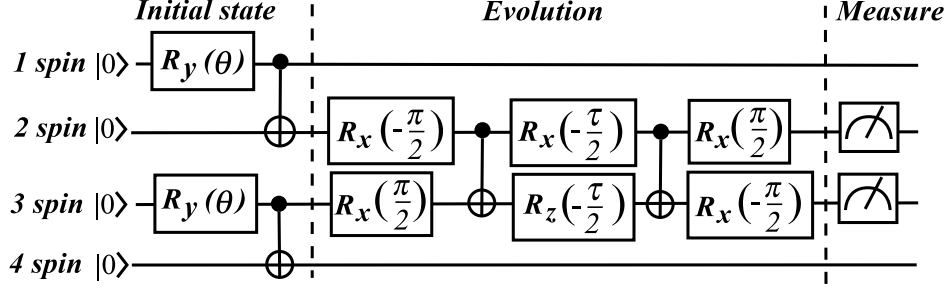 Initial state Evolution Measure
1 spin |0⟩ R_y (θ)
2 spin |0⟩ R_x (-π/2) R_x (-τ/2) R_x (π/2)
3 spin |0⟩ R_y (θ) R_x (π/2) R_z (-τ/2) R_x (-π/2)
4 spin |0⟩